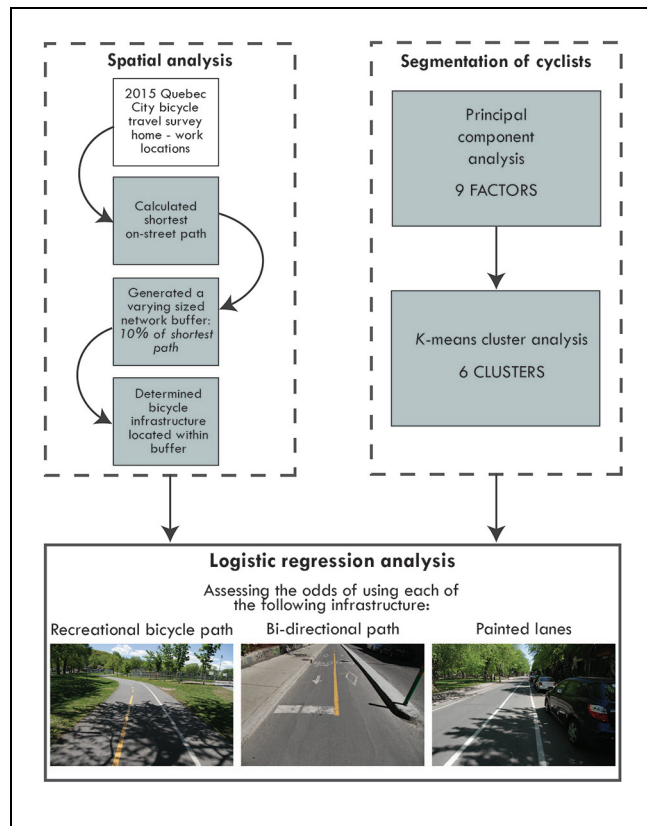 Spatial analysis
2015 Quebec
City bicycle
travel survey
home - work
locations
Calculated
shortest
on-street path
Generated a
varying sized
network buffer:
10% of shortest
path
Determined
bicycle
infrastructure
located within
buffer
Segmentation of cyclists
Principal
component
analysis
9 FACTORS
K-means cluster analysis
6 CLUSTERS
Logistic regression analysis
Assessing the odds of using each of
the following infrastructure:
Recreational bicycle path
Bi-directional path
Painted lanes